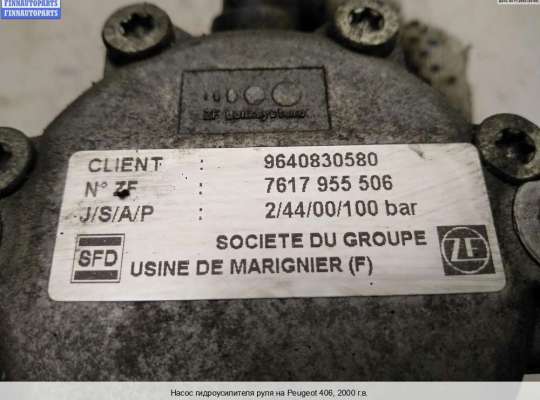 FINNAUTOPARTS
FINNAUTOPARTS
CLIENT : 9640830580
N° ZF : 7617 955 506
J/S/A/P : 2/44/00/100 bar
SFD SOCIETE DU GROUPE ZF
USINE DE MARIGNIER (F)
Насос гидроусилителя руля на Peugeot 406, 2000 г.в.